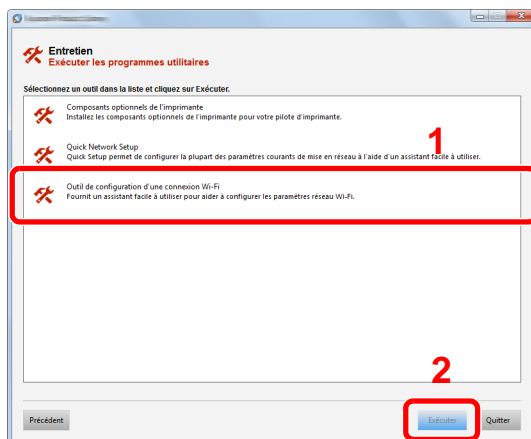 Entretien
Exécuter les programmes utilitaires
Sélectionnez un outil dans la liste et cliquez sur Exécuter.
Composants optionnels de l'imprimante
Installez les composants optionnels de l'imprimante pour votre pilote d'imprimante.
1
Quick Network Setup
Quick Setup permet de configurer la plupart des paramètres courants de mise en réseau à l'aide d'un assistant facile à utiliser.
Outil de configuration d'une connexion Wi-Fi
Fournit un assistant facile à utiliser pour aider à configurer les paramètres réseau Wi-Fi.
2
Précédent
Exécuter
Quitter